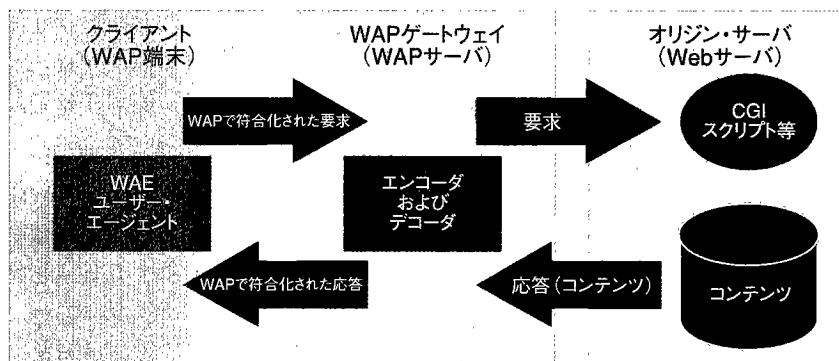 クライアント
(WAP端末)
WAPゲートウェイ
(WAPサーバ)
オリジン・サーバ
(Webサーバ)
WAPで符合化された要求
要求
CGI
スクリプト等
WAE
ユーザー・
エージェント
エンコーダ
および
デコーダ
WAPで符合化された応答
応答(コンテンツ)
コンテンツ